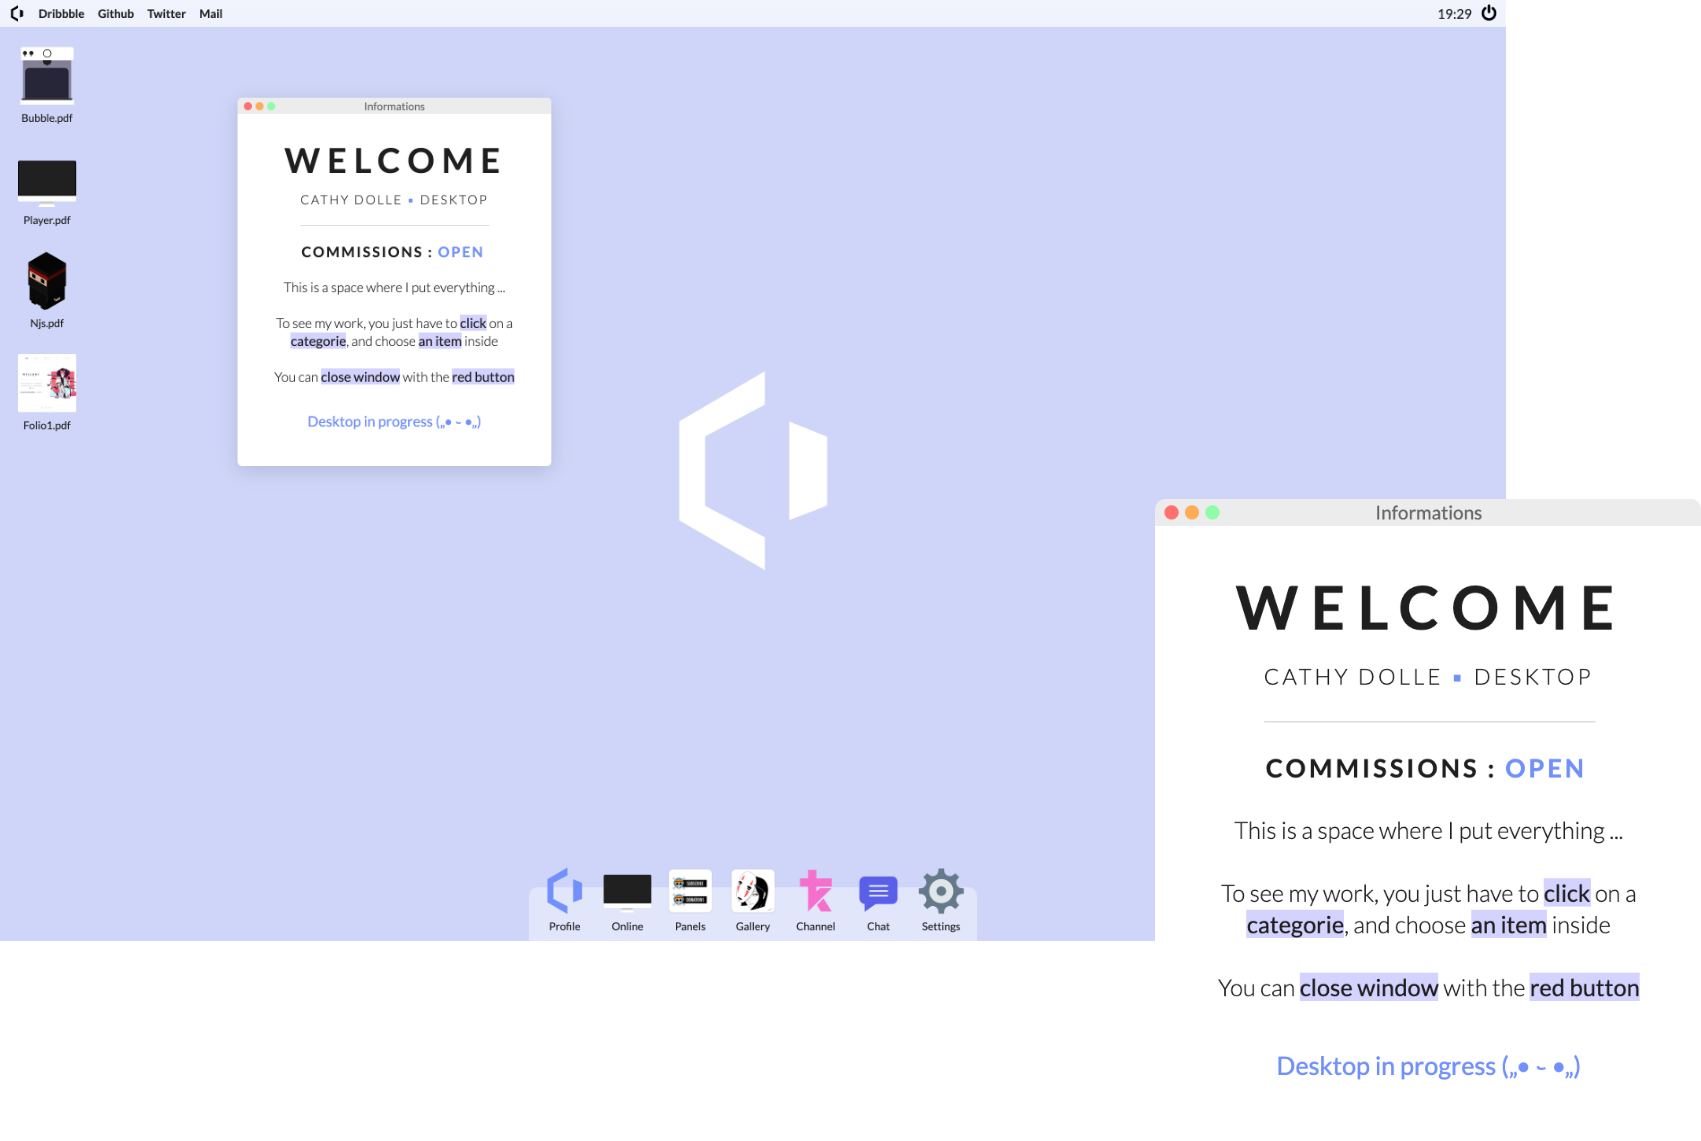 Dribbble Github Twitter Mail 19:29
Bubble.pdf
Player.pdf
Njs.pdf
Folio1.pdf
Informations
WELCOME
CATHY DOLLE ▪ DESKTOP
COMMISSIONS : OPEN
This is a space where I put everything ...
To see my work, you just have to click on a
categorie, and choose an item inside
You can close window with the red button
Desktop in progress („• ~ •„)
Profile Online Panels Gallery Channel Chat Settings
Informations
WELCOME
CATHY DOLLE ▪ DESKTOP
COMMISSIONS : OPEN
This is a space where I put everything ...
To see my work, you just have to click on a
categorie, and choose an item inside
You can close window with the red button
Desktop in progress („• ~ •„)